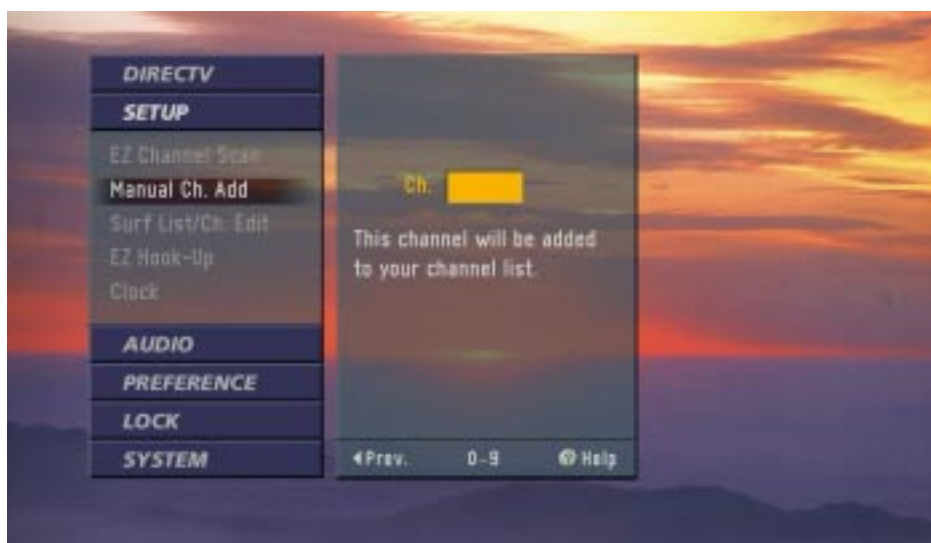 DIRECTV
SETUP
EZ Channel Scan
Manual Ch. Add
Surf List/Ch. Edit
EZ Hook-Up
Clock
AUDIO
PREFERENCE
LOCK
SYSTEM
Ch.
This channel will be added
to your channel list.
Prev. 0-9 Help